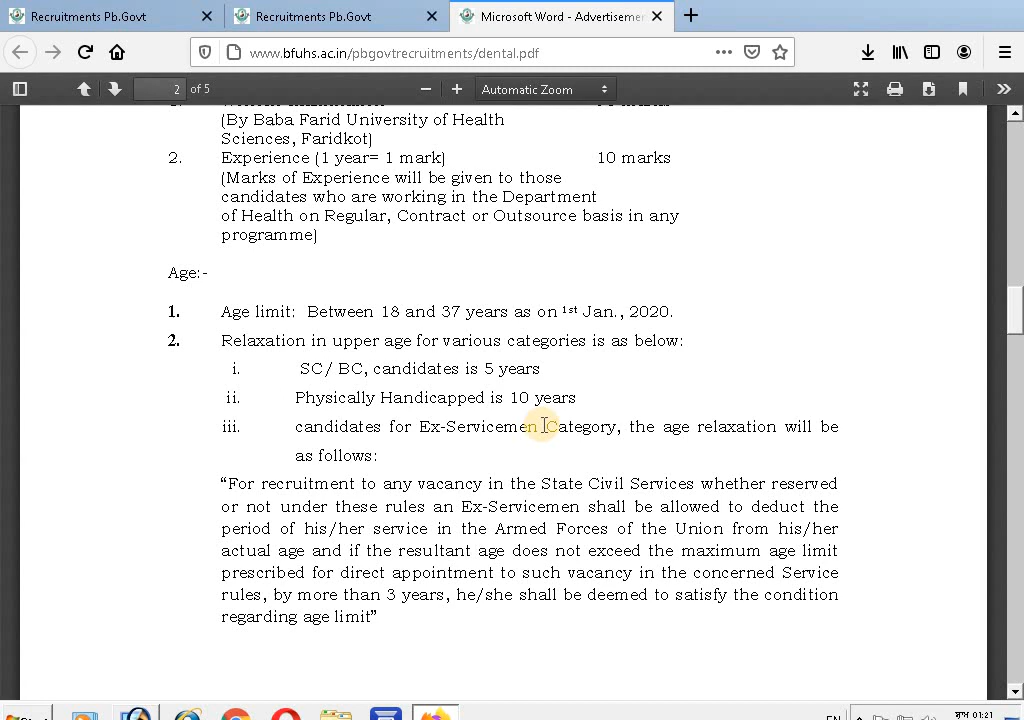 Recruitments Pb.Govt
Recruitments Pb.Govt
Microsoft Word - Advertiseme
www.bfuhs.ac.in/pbgovtrecruitments/dental.pdf
2 of 5
Automatic Zoom
(By Baba Farid University of Health
Sciences, Faridkot)
2. Experience (1 year= 1 mark) 10 marks
(Marks of Experience will be given to those
candidates who are working in the Department
of Health on Regular, Contract or Outsource basis in any
programme)
Age:-
1. Age limit: Between 18 and 37 years as on 1st Jan., 2020.
2. Relaxation in upper age for various categories is as below:
i. SC/ BC, candidates is 5 years
ii. Physically Handicapped is 10 years
iii. candidates for Ex-Servicemen Category, the age relaxation will be
as follows:
“For recruitment to any vacancy in the State Civil Services whether reserved
or not under these rules an Ex-Servicemen shall be allowed to deduct the
period of his/her service in the Armed Forces of the Union from his/her
actual age and if the resultant age does not exceed the maximum age limit
prescribed for direct appointment to such vacancy in the concerned Service
rules, by more than 3 years, he/she shall be deemed to satisfy the condition
regarding age limit”
EN
01:21